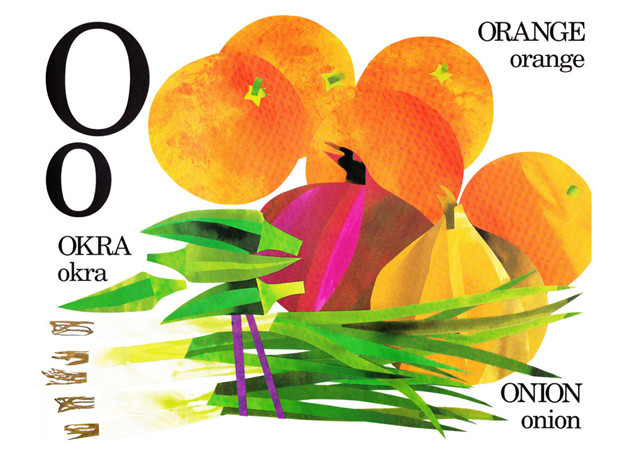 O
o
ORANGE
orange
OKRA
okra
ONION
onion